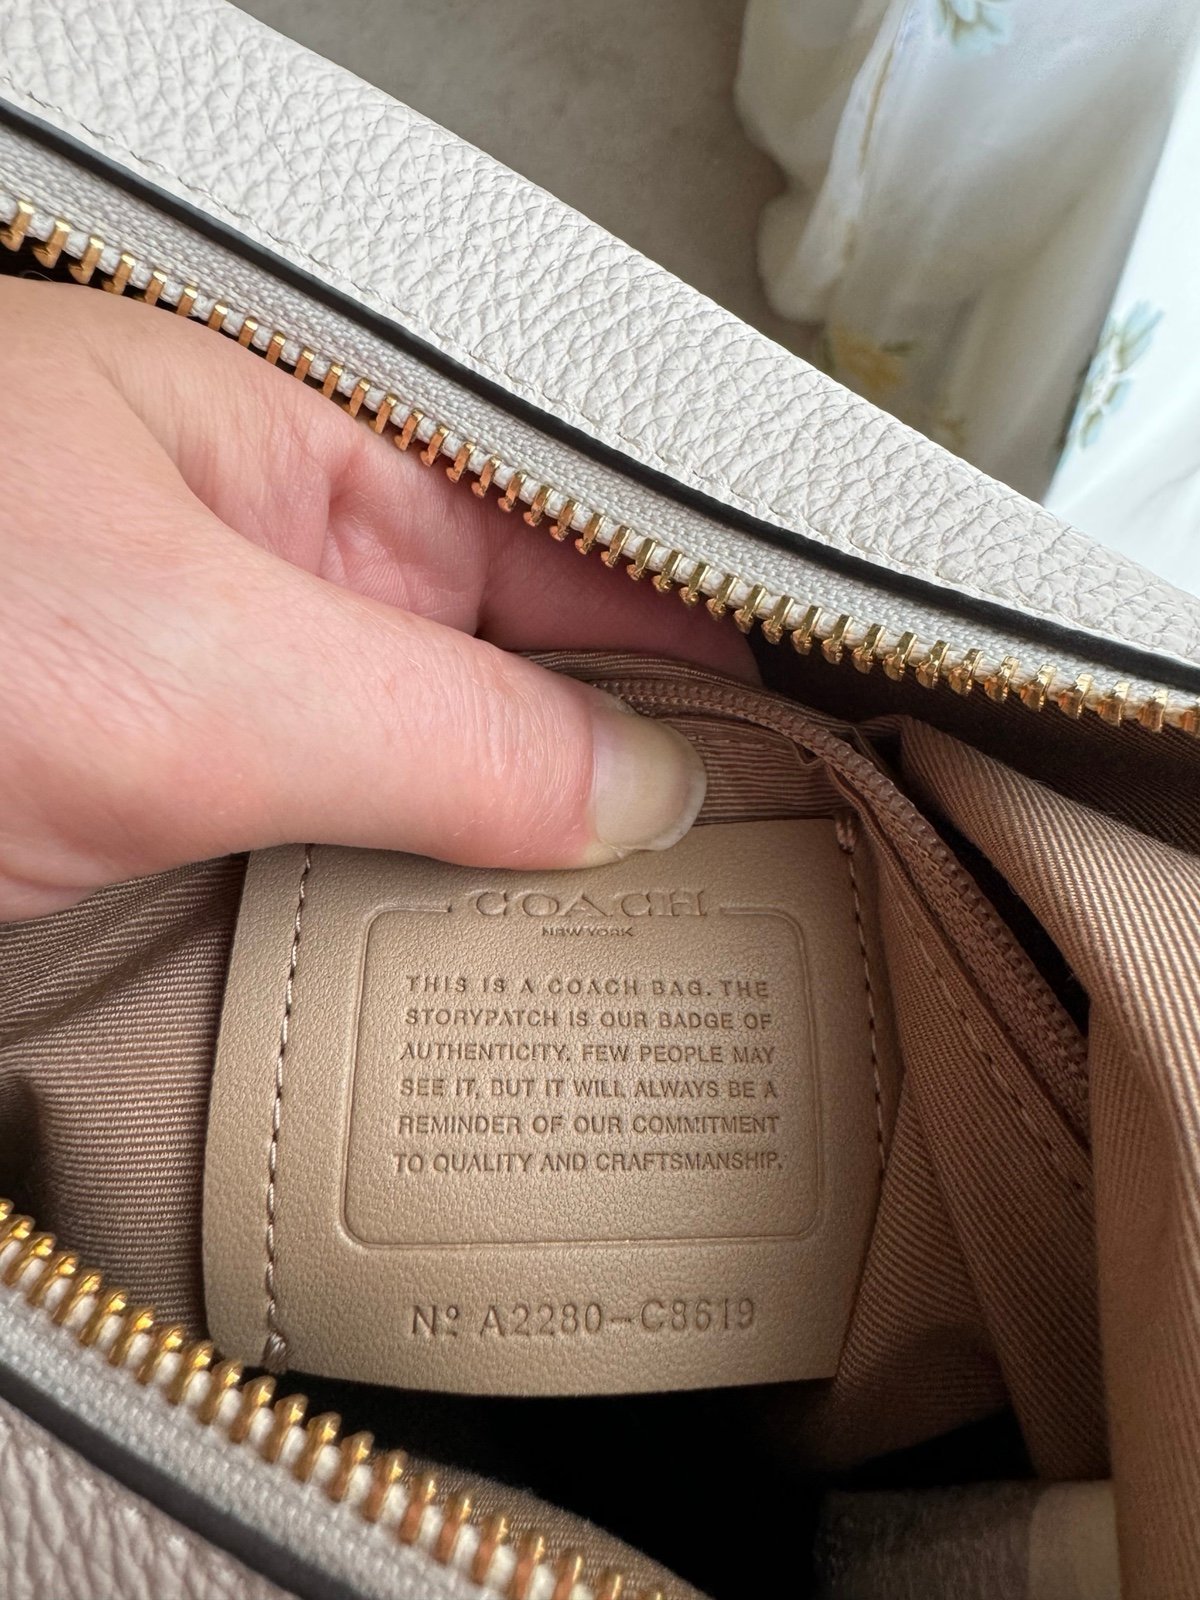 COACH
NEW YORK
THIS IS A COACH BAG. THE
STORYPATCH IS OUR BADGE OF
AUTHENTICITY. FEW PEOPLE MAY
SEE IT, BUT IT WILL ALWAYS BE A
REMINDER OF OUR COMMITMENT
TO QUALITY AND CRAFTSMANSHIP.
Nº A2280-C8619